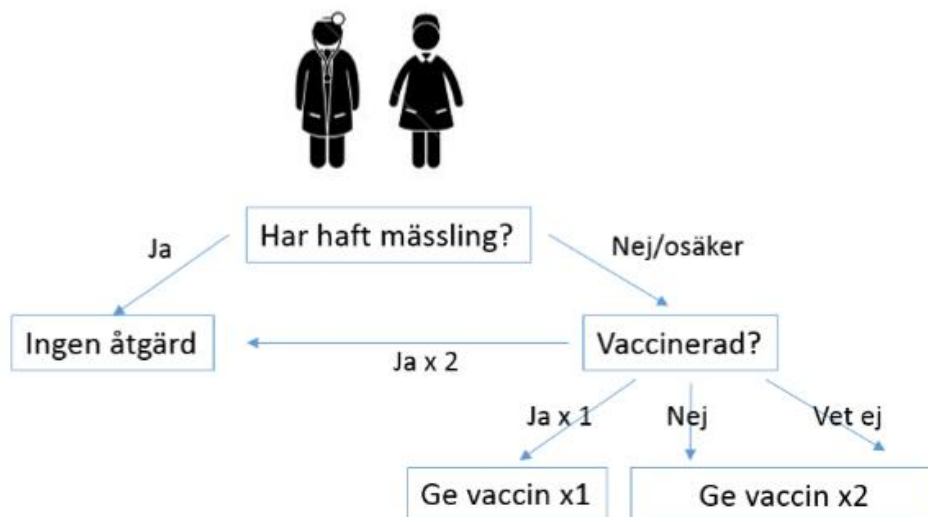 Har haft mässling?
Ja
Nej/osäker
Ingen åtgärd
Vaccinerad?
Ja x 2
Ja x 1
Nej
Vet ej
Ge vaccin x1
Ge vaccin x2